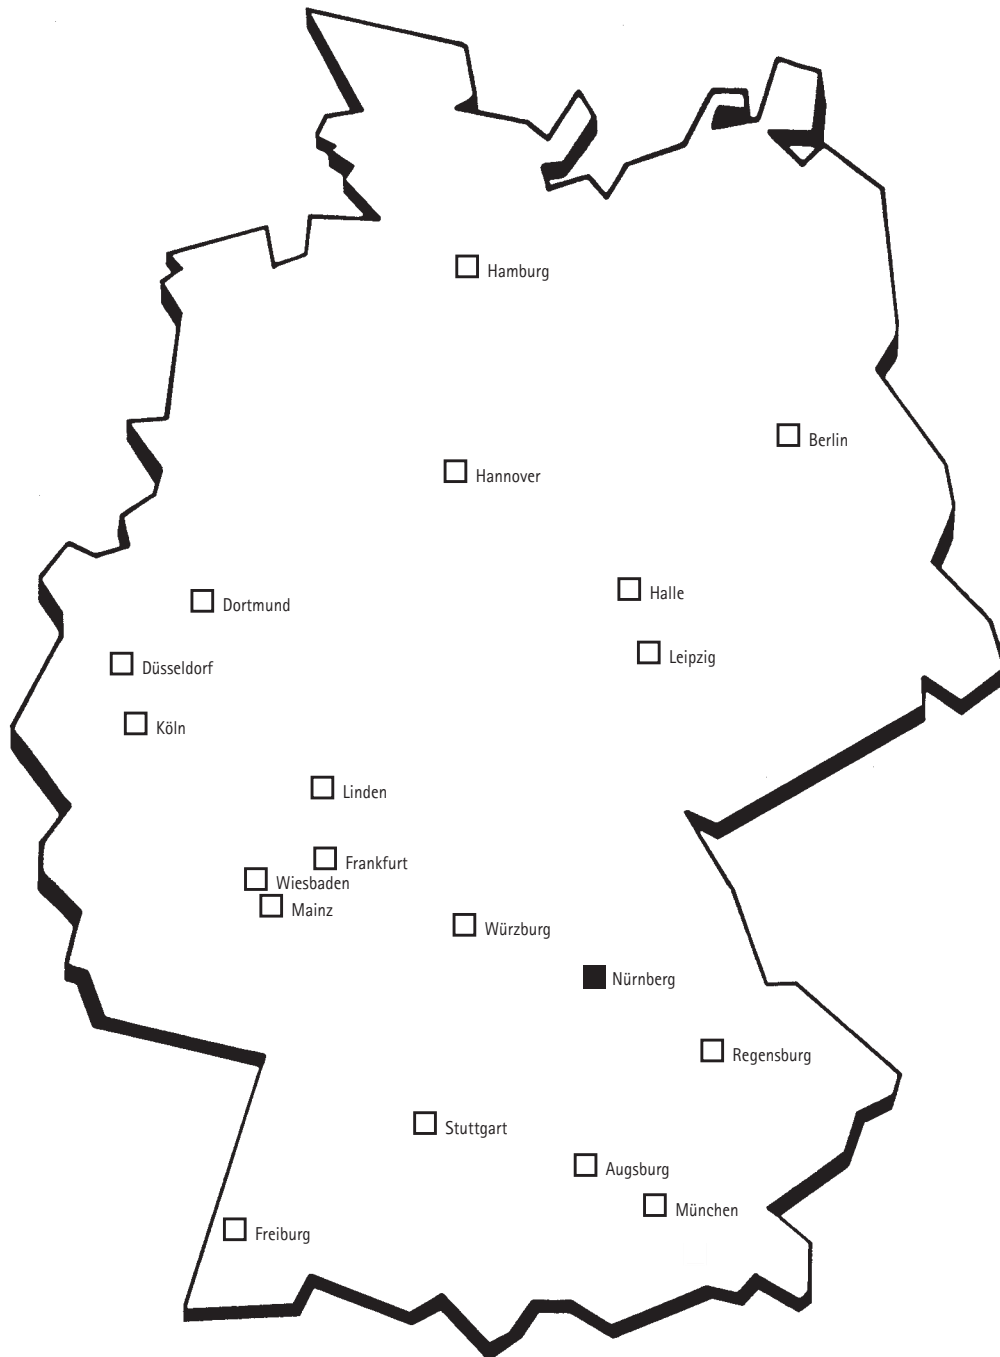 Hamburg
Berlin
Hannover
Halle
Dortmund
Leipzig
Düsseldorf
Köln
Linden
Frankfurt
Wiesbaden
Mainz
Würzburg
Nürnberg
Regensburg
Stuttgart
Augsburg
München
Freiburg